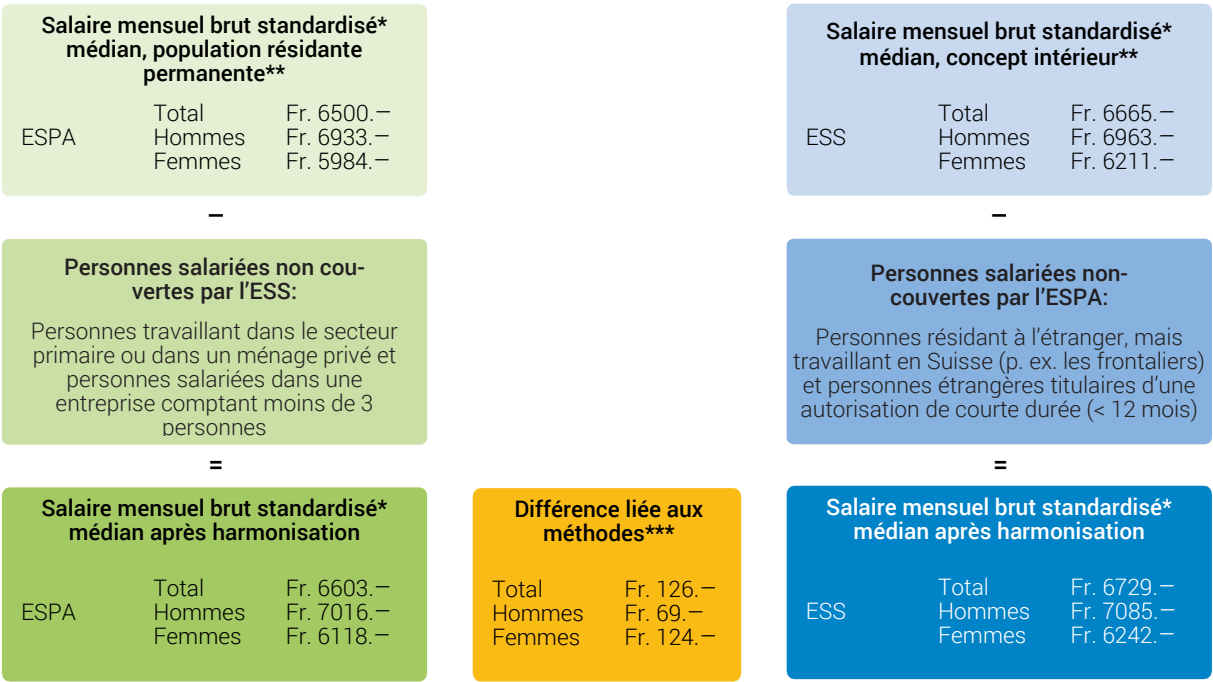 Salaire mensuel brut standardisé*
médian, population résidante
permanente**
ESPA
Total Fr. 6500.—
Hommes Fr. 6933.—
Femmes Fr. 5984.—
–
Personnes salariées non cou-
vertes par l’ESS:
Personnes travaillant dans le secteur
primaire ou dans un ménage privé et
personnes salariées dans une
entreprise comptant moins de 3
personnes
=
Salaire mensuel brut standardisé*
médian après harmonisation
ESPA
Total Fr. 6603.—
Hommes Fr. 7016.—
Femmes Fr. 6118.—
Différence liée aux
méthodes***
Total Fr. 126.—
Hommes Fr. 69.—
Femmes Fr. 124.—
Salaire mensuel brut standardisé*
médian, concept intérieur**
ESS
Total Fr. 6665.—
Hommes Fr. 6963.—
Femmes Fr. 6211.—
–
Personnes salariées non-
couvertes par l’ESPA:
Personnes résidant à l’étranger, mais
travaillant en Suisse (p. ex. les frontaliers)
et personnes étrangères titulaires d’une
autorisation de courte durée (< 12 mois)
=
Salaire mensuel brut standardisé*
médian après harmonisation
ESS
Total Fr. 6729.—
Hommes Fr. 7085.—
Femmes Fr. 6242.—